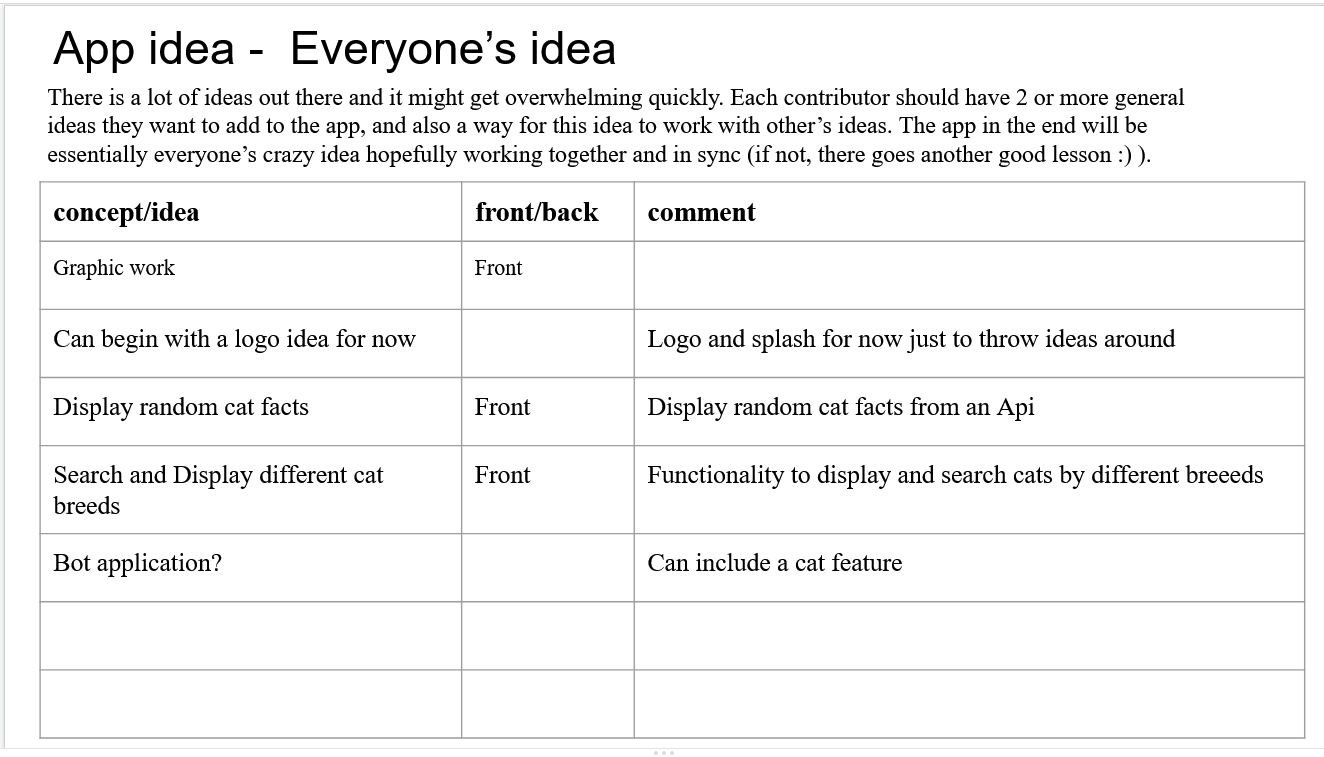 App idea -  Everyone’s idea
There is a lot of ideas out there and it might get overwhelming quickly. Each contributor should have 2 or more general
ideas they want to add to the app, and also a way for this idea to work with other’s ideas. The app in the end will be
essentially everyone’s crazy idea hopefully working together and in sync (if not, there goes another good lesson :) ).
concept/idea front/back comment
Graphic work Front
Can begin with a logo idea for now Logo and splash for now just to throw ideas around
Display random cat facts Front Display random cat facts from an Api
Search and Display different cat Front Functionality to display and search cats by different breeeds
breeds
Bot application? Can include a cat feature